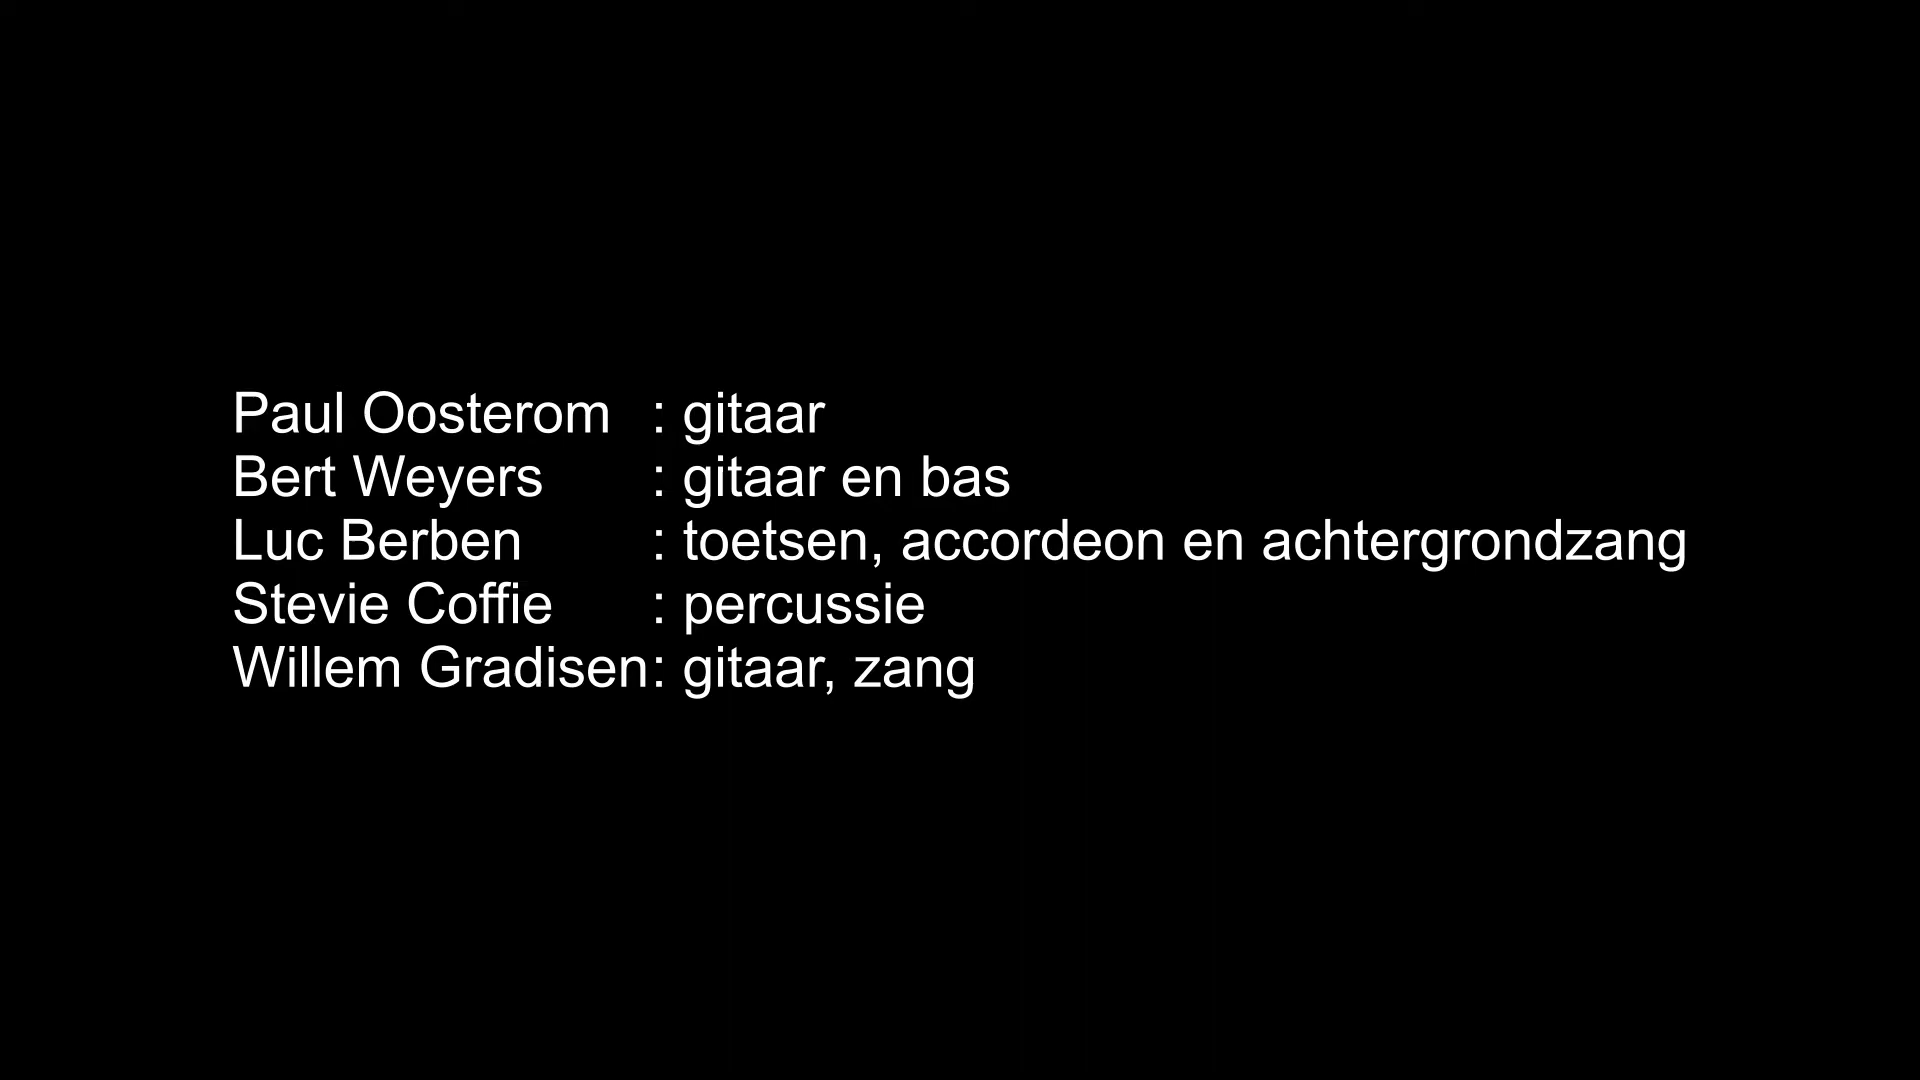 Paul Oosterom : gitaar
Bert Weyers : gitaar en bas
Luc Berben : toetsen, accordeon en achtergrondzang
Stevie Coffie : percussie
Willem Gradisen: gitaar, zang